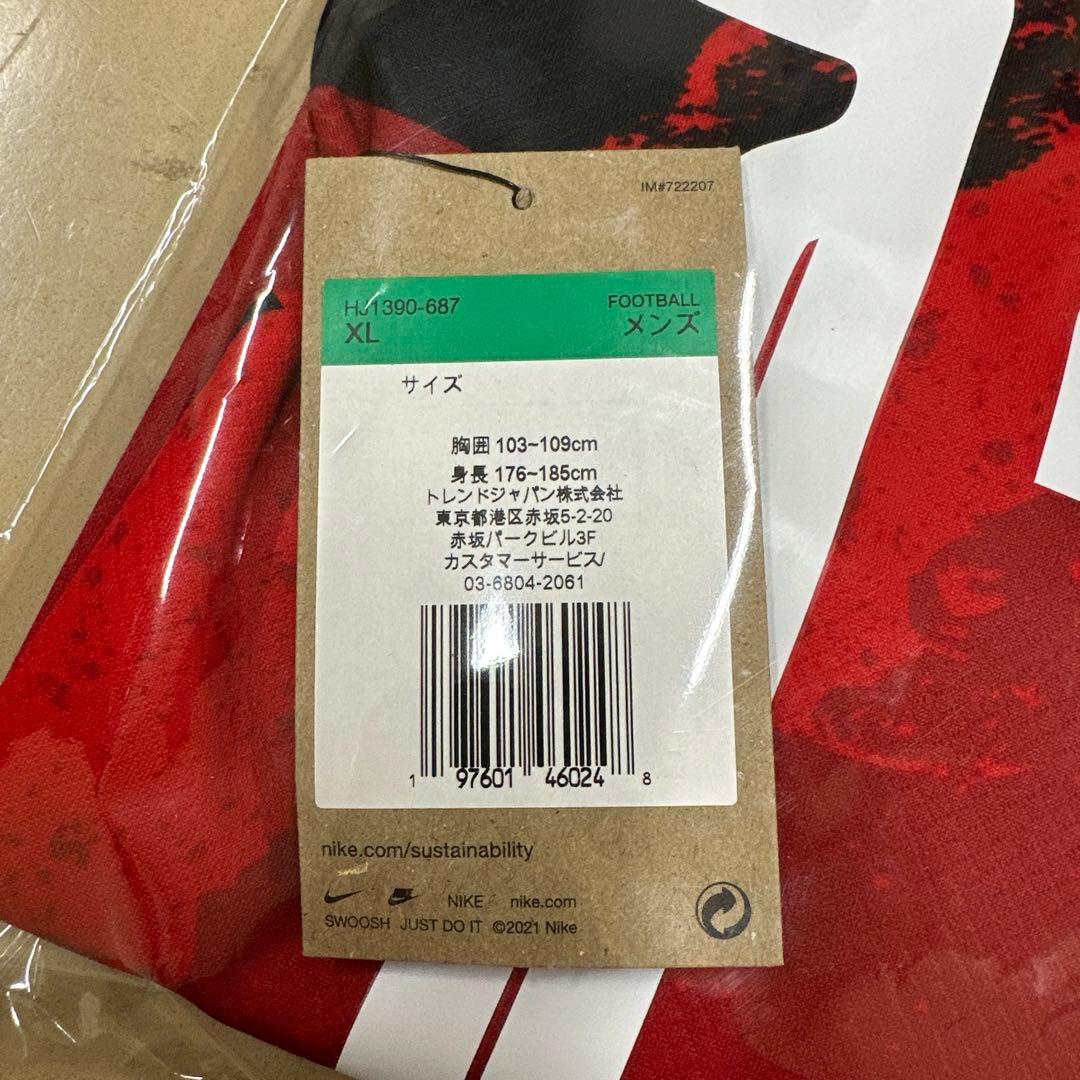 IM#722207
HJ1390-687
FOOTBALL
XL
メンズ
サイズ
胸囲 103~109cm
身長 176~185cm
トレンドジャパン株式会社
東京都港区赤坂5-2-20
赤坂パークビル3F
カスタマーサービス/
03-6804-2061
1 97601 46024 8
nike.com/sustainability
NIKE nike.com
SWOOSH JUST DO IT ©2021 Nike